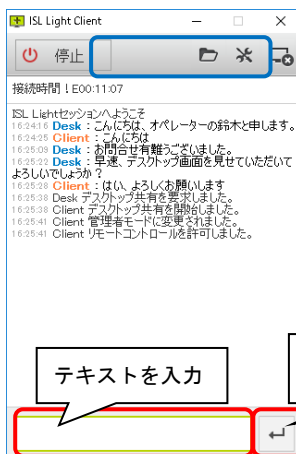 ISL Light Client
停止
接続時間 ! E00:11:07
ISL Lightセッションへようこそ
16:24:16 Desk : こんにちは、オペレーターの鈴木と申します。
16:24:25 Client : こんにちは
16:25:09 Desk : お問合せ有難うございました。
16:25:22 Desk : 早速、デスクトップ画面を見せていただいて
よろしいでしょうか？
16:25:28 Client : はい、よろしくお願いします
16:25:38 Desk デスクトップ共有を要求しました。
16:25:38 Client デスクトップ共有を開始しました。
16:25:41 Client 管理者モードに変更されました。
16:25:41 Client リモートコントロールを許可しました。
テキストを入力